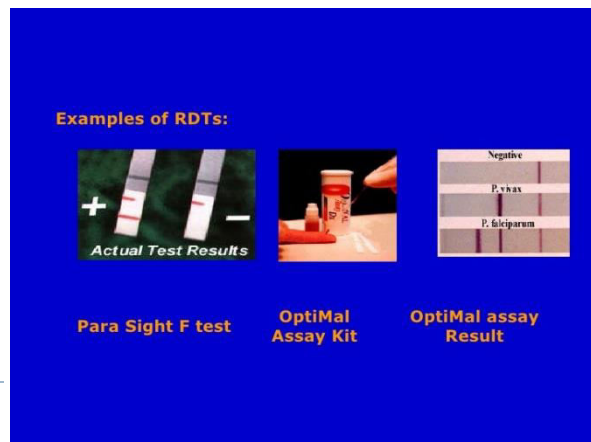 Examples of RDTs:
+
−
Actual Test Results
Negative
P. vivax
P. falciparum
Para Sight F test
OptiMal
Assay Kit
OptiMal assay
Result